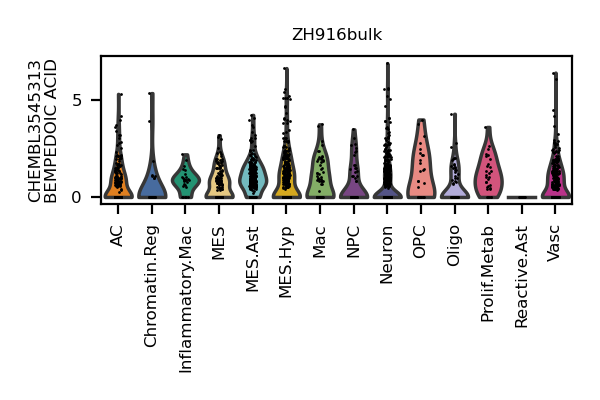 ZH916bulk
CHEMBL3545313
BEMPEDOIC ACID
5
0
AC
Chromatin.Reg
Inflammatory.Mac
MES
MES.Ast
MES.Hyp
Mac
NPC
Neuron
OPC
Oligo
Prolif.Metab
Reactive.Ast
Vasc